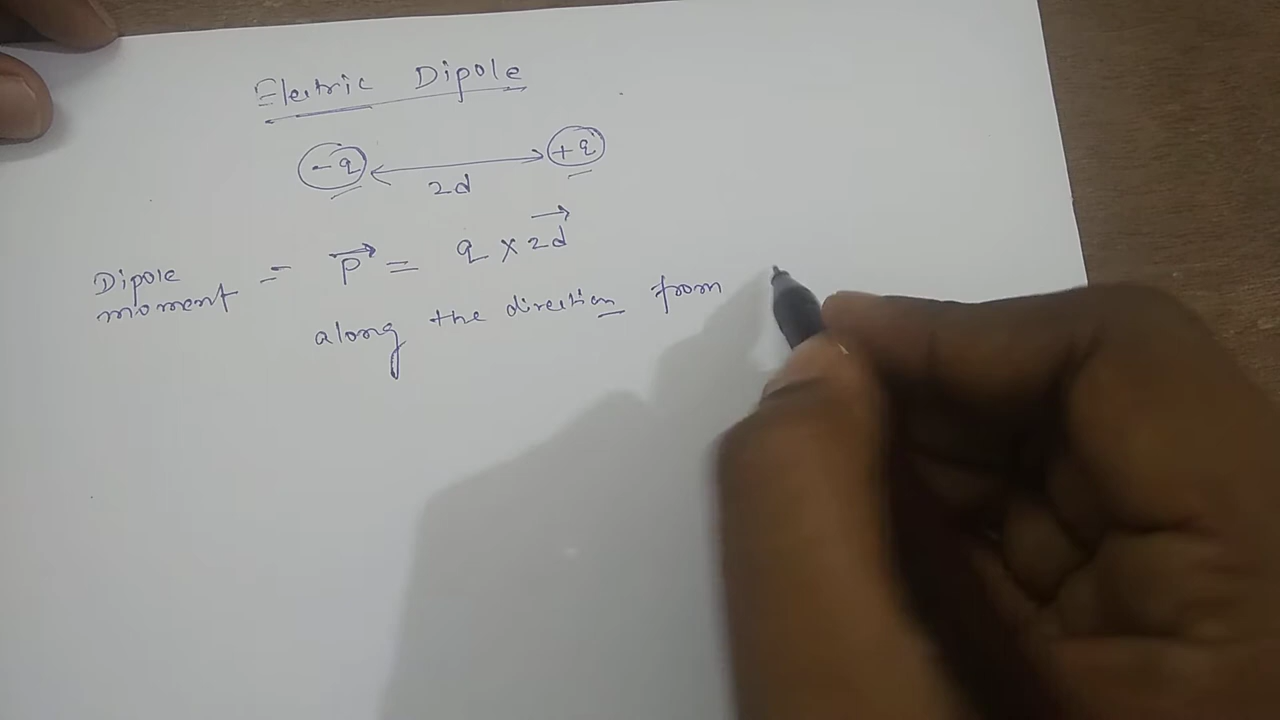 Electric Dipole
-q +q
2d
Dipole moment = P⃗ = q × 2d⃗
along the direction from